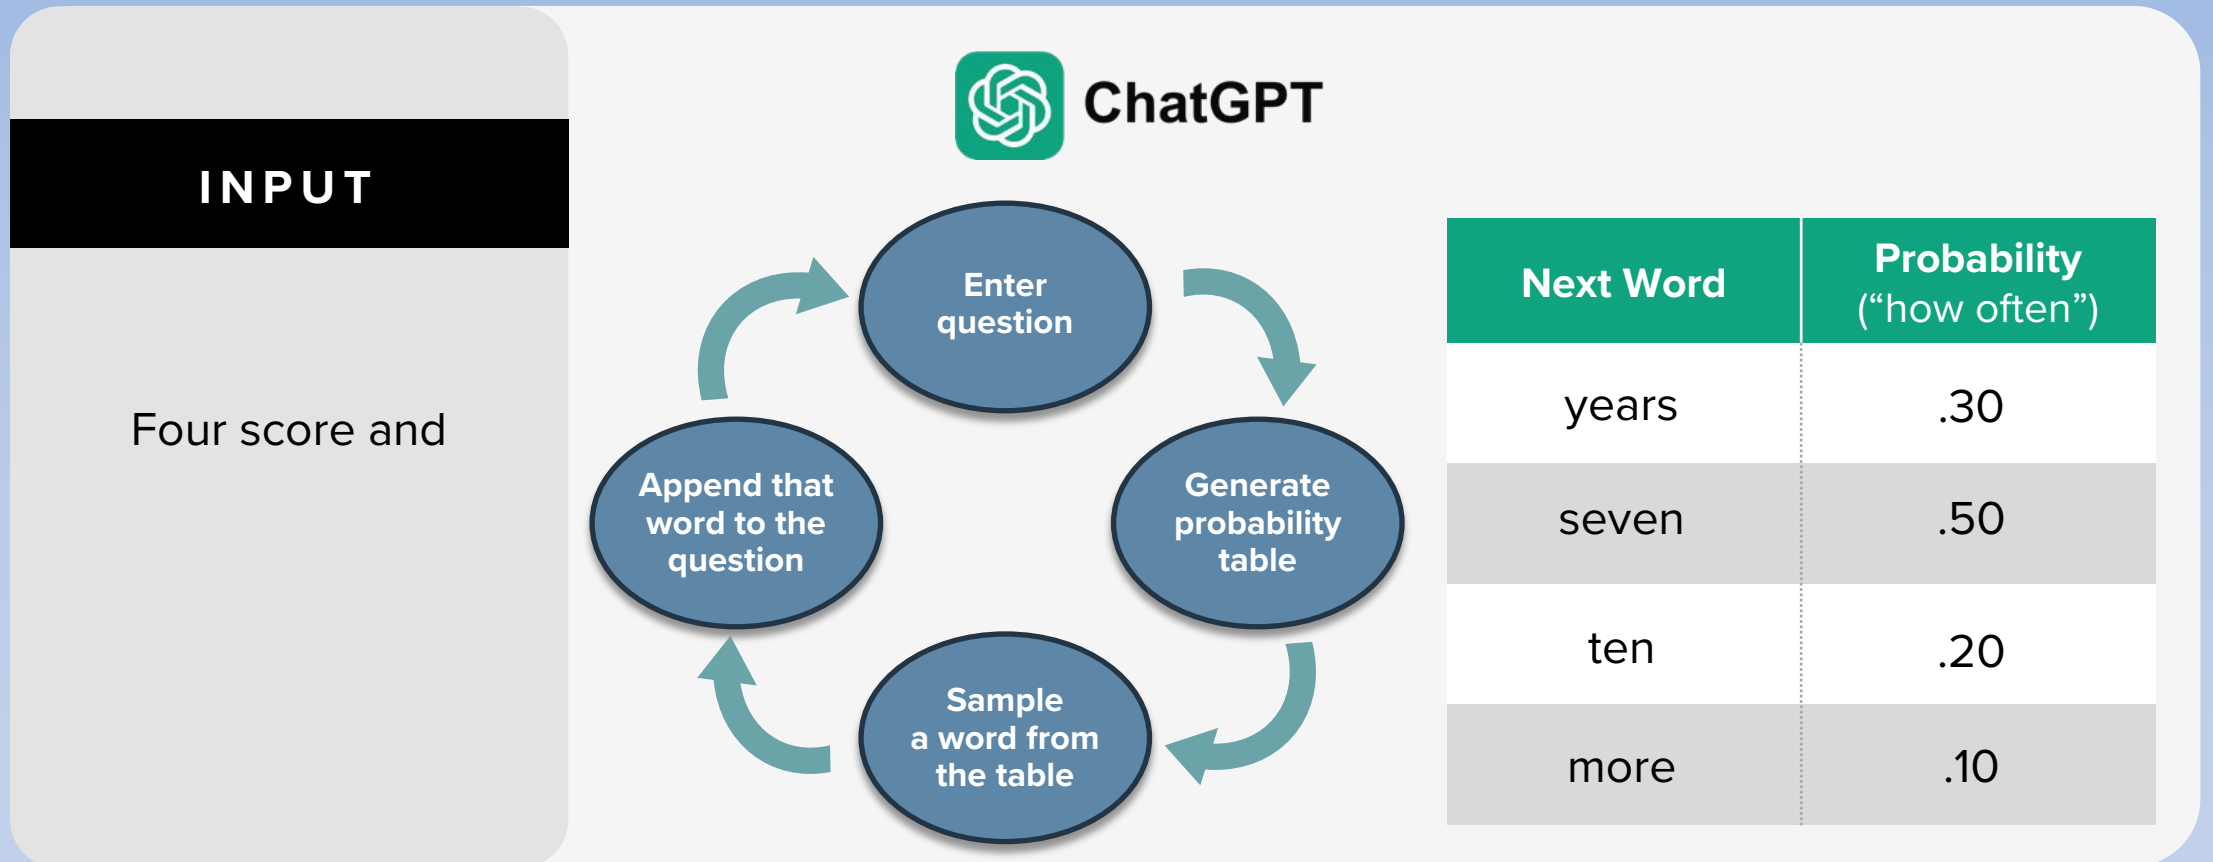 INPUT
Four score and
ChatGPT
Enter
question
Generate
probability
table
Sample
a word from
the table
Append that
word to the
question
Next Word
Probability
(“how often”)
years
.30
seven
.50
ten
.20
more
.10